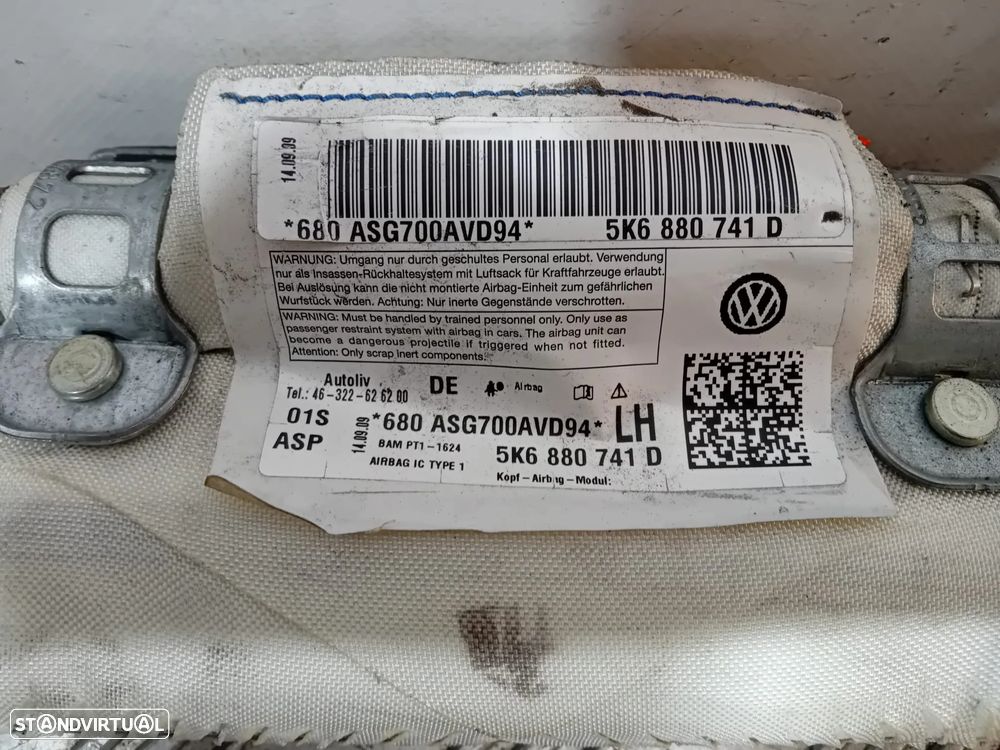 14.09.09
*680 ASG700AVD94* 5K6 880 741 D
WARNUNG: Umgang nur durch geschultes Personal erlaubt. Verwendung
nur als Insassen-Rückhaltesystem mit Luftsack für Kraftfahrzeuge erlaubt.
Bei Auslösung kann die nicht montierte Airbag-Einheit zum gefährlichen
Wurfstück werden. Achtung: Nur inerte Gegenstände verschrotten.
WARNING: Must be handled by trained personnel only. Only use as
passenger restraint system with airbag in cars. The airbag unit can
become a dangerous projectile if triggered when not fitted.
Attention: Only scrap inert components.
Autoliv DE Airbag
Tel.: 46-322-626200
01S 14.09.09 *680 ASG700AVD94* LH
ASP BAM PT1-1624 5K6 880 741 D
AIRBAG IC TYPE 1 Kopf-Airbag-Modul:
STANDVIRTUAL